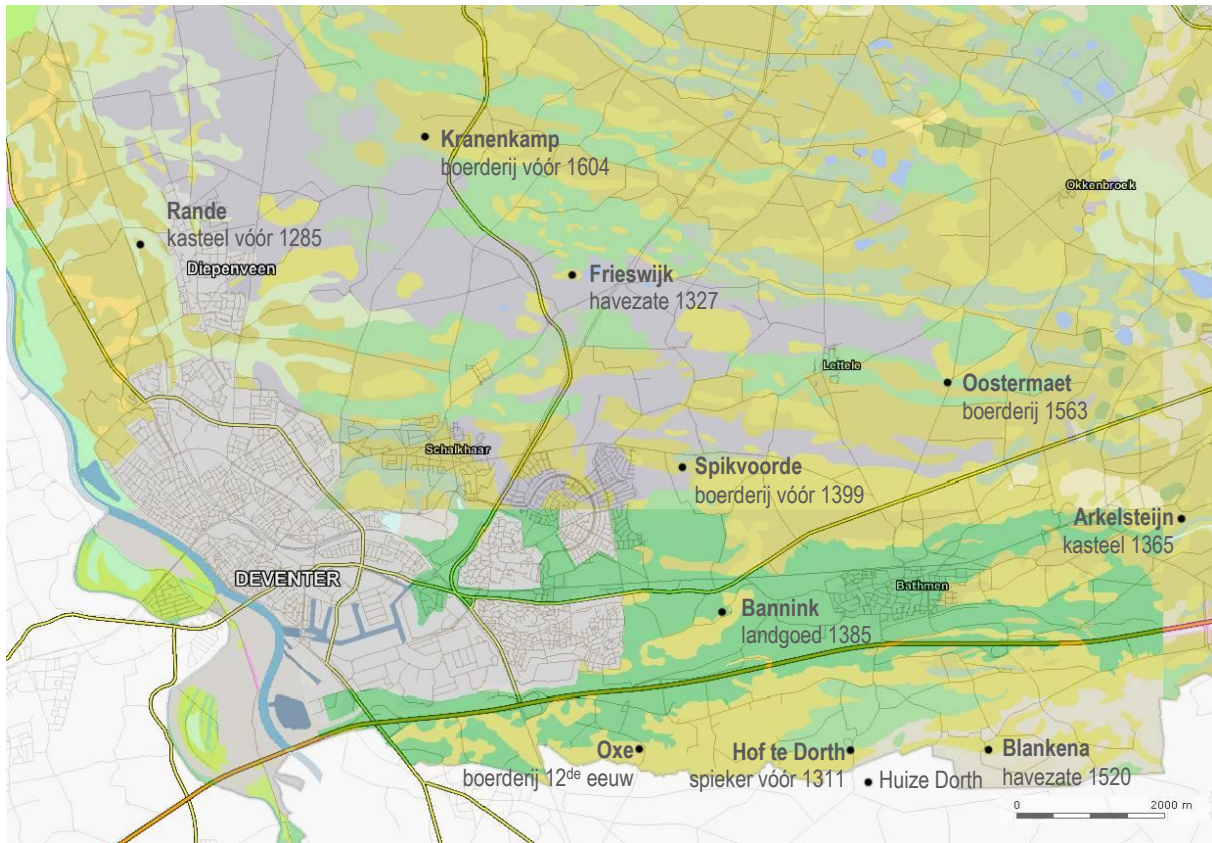 Kranenkamp
boerderij vóór 1604
Okkenbroek
Rande
kasteel vóór 1285
Diepenveen
Frieswijk
havezate 1327
Lettele
Oostermaet
boerderij 1563
Schalkhaar
Spikvoorde
boerderij vóór 1399
Arkelsteijn
kasteel 1365
DEVENTER
Bathmen
Bannink
landgoed 1385
Oxe
boerderij 12de eeuw
Hof te Dorth
spieker vóór 1311
Huize Dorth
Blankena
havezate 1520
0 2000 m